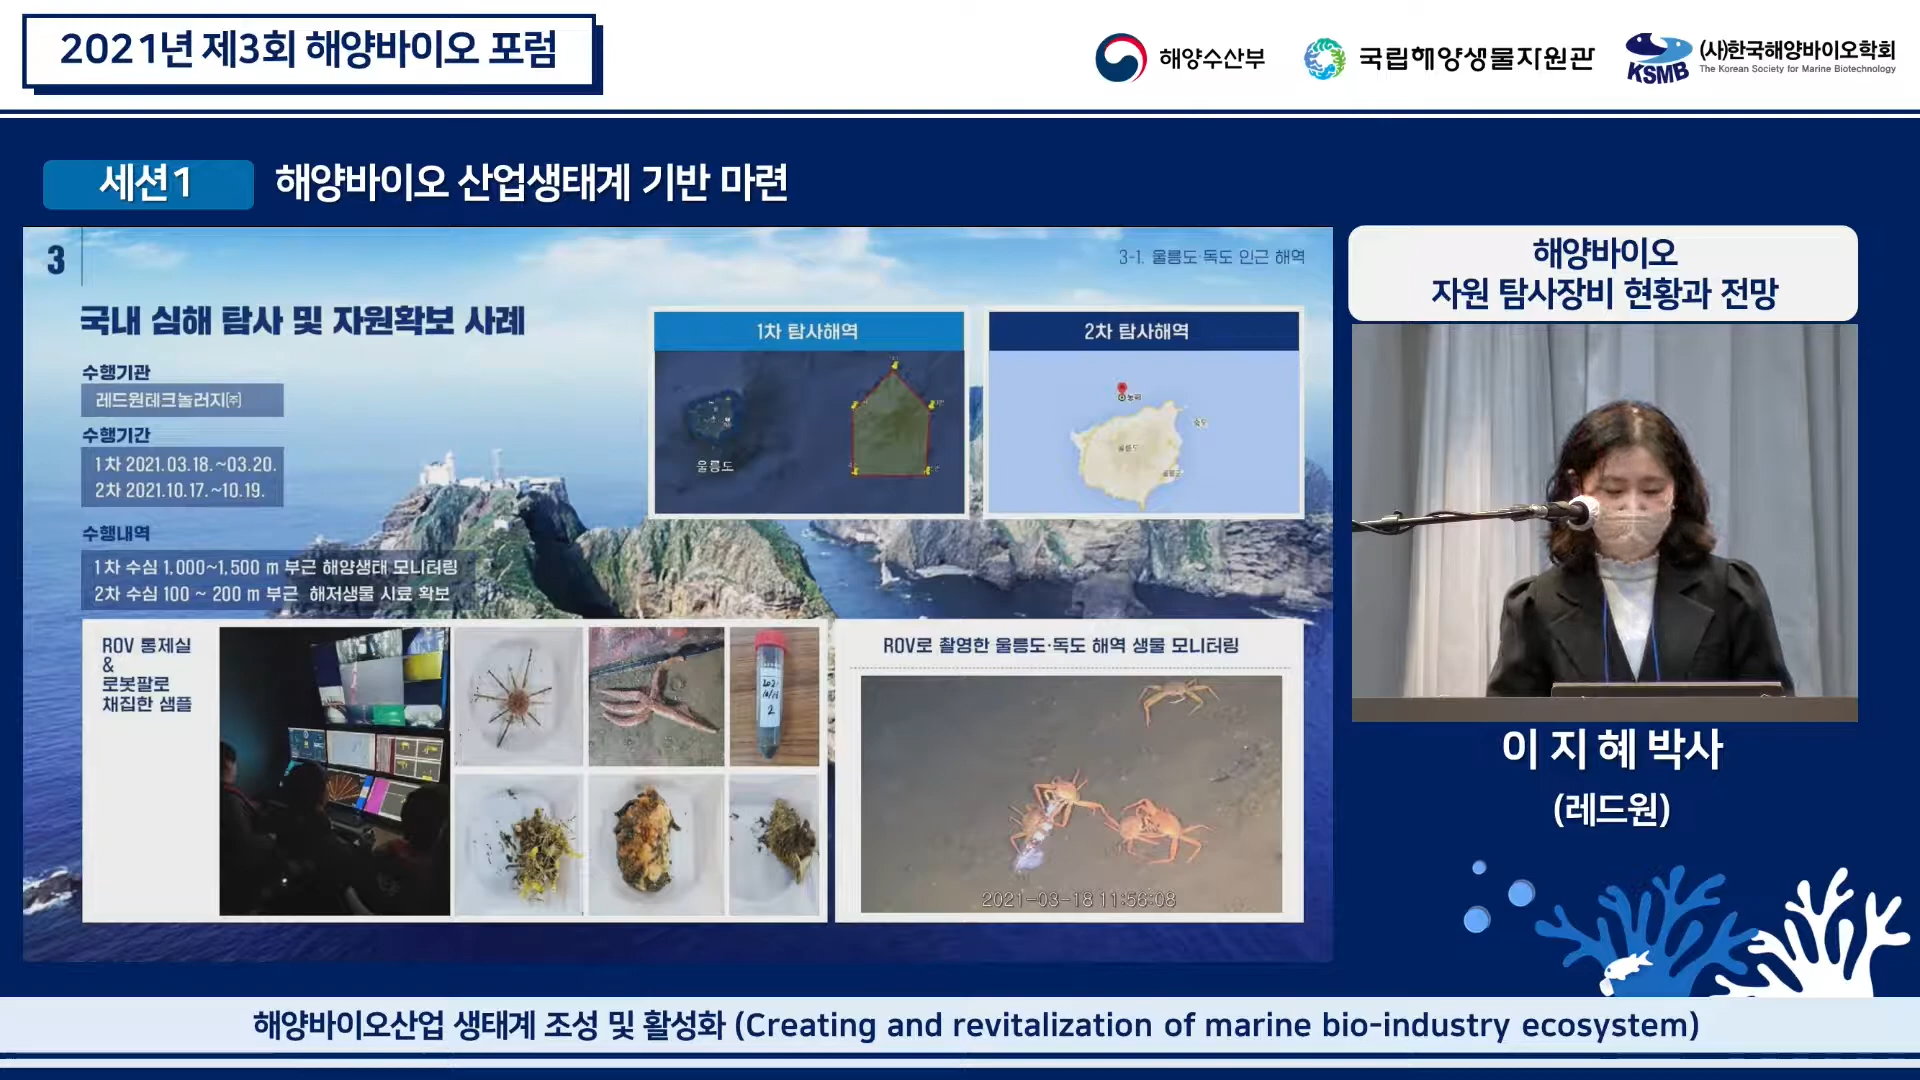 2021년 제3회 해양바이오 포럼
해양수산부
국립해양생물자원관
KSMB
(사)한국해양바이오학회
The Korean Society for Marine Biotechnology
세션1
해양바이오 산업생태계 기반 마련
3
3-1. 울릉도·독도 인근 해역
국내 심해 탐사 및 자원확보 사례
수행기관
레드원테크놀러지㈜
수행기간
1차 2021.03.18.~03.20.
2차 2021.10.17.~10.19.
수행내역
1차 수심 1,000~1,500 m 부근 해양생태 모니터링
2차 수심 100 ~ 200 m 부근 해저생물 시료 확보
1차 탐사해역
울릉도
2차 탐사해역
울릉도
ROV 통제실
&
로봇팔로
채집한 샘플
2021
2
ROV로 촬영한 울릉도·독도 해역 생물 모니터링
2021-03-18 11:56:08
해양바이오
자원 탐사장비 현황과 전망
이 지 혜 박사
(레드원)
해양바이오산업 생태계 조성 및 활성화 (Creating and revitalization of marine bio-industry ecosystem)